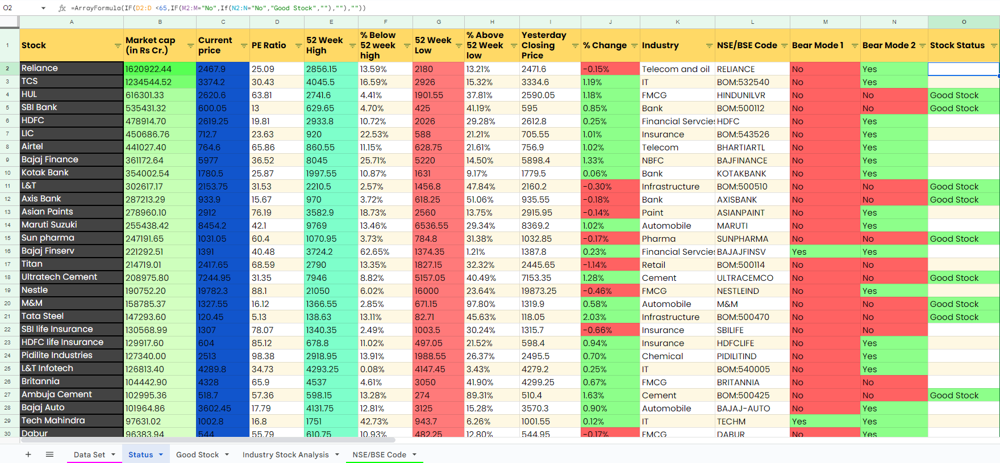 O2 =ArrayFormula(IF(D2:D <65,IF(M2:M="No",If(N2:N="No","Good Stock",""),""),""))
A B C D E F G H I J K L M N O
1 Stock Market cap (in Rs Cr.) Current price PE Ratio 52 Week High % Below 52 week high 52 Week Low % Above 52 Week low Yesterday Closing Price % Change Industry NSE/BSE Code Bear Mode 1 Bear Mode 2 Stock Status
2 Reliance 1620922.44 2467.9 25.09 2856.15 13.59% 2180 13.21% 2471.6 -0.15% Telecom and oil RELIANCE No Yes
3 TCS 1234544.52 3374.2 30.43 4045.5 16.59% 2926 15.32% 3334.6 1.19% IT BOM:532540 No Yes
4 HUL 616301.33 2620.6 63.81 2741.6 4.41% 1901.55 37.81% 2590.05 1.18% FMCG HINDUNILVR No No Good Stock
5 SBI Bank 535431.32 600.05 13 629.65 4.70% 425 41.19% 595 0.85% Bank BOM:500112 No No Good Stock
6 HDFC 478914.70 2619.25 19.81 2933.8 10.72% 2026 29.28% 2612.8 0.25% Financial Servcies HDFC No Yes
7 LIC 450686.76 712.7 23.63 920 22.53% 588 21.21% 705.55 1.01% Insurance BOM:543526 No Yes
8 Airtel 441027.40 764.6 65.86 860.55 11.15% 628.75 21.61% 756.9 1.02% Telecom BHARTIARTL No Yes
9 Bajaj Finance 361172.64 5977 36.52 8045 25.71% 5220 14.50% 5898.4 1.33% NBFC BAJFINANCE No Yes
10 Kotak Bank 354002.54 1780.5 25.87 1997.55 10.87% 1631 9.17% 1779.5 0.06% Bank KOTAKBANK No Yes
11 L&T 302617.17 2153.75 31.53 2210.5 2.57% 1456.8 47.84% 2160.2 -0.30% Infrastructure BOM:500510 No No Good Stock
12 Axis Bank 287213.29 933.9 15.67 970 3.72% 618.25 51.06% 935.55 -0.18% Bank AXISBANK No No Good Stock
13 Asian Paints 278960.10 2912 76.19 3582.9 18.73% 2560 13.75% 2915.95 -0.14% Paint ASIANPAINT No Yes
14 Maruti Suzuki 255438.42 8454.2 42.1 9769 13.46% 6536.55 29.34% 8369.2 1.02% Automobile MARUTI No Yes
15 Sun pharma 247191.65 1031.05 60.4 1070.95 3.73% 784.8 31.38% 1032.85 -0.17% Pharma SUNPHARMA No No Good Stock
16 Bajaj Finserv 221292.51 1391 40.48 3724.2 62.65% 1374.35 1.21% 1387.8 0.23% Financial Servcies BAJAJFINSV Yes Yes
17 Titan 214719.01 2417.65 68.59 2790 13.35% 1827.15 32.32% 2445.65 -1.14% Retail BOM:500114 No No
18 Ultratech Cement 208975.80 7244.95 31.35 7946 8.82% 5157.05 40.49% 7153.35 1.28% Cement ULTRACEMCO No No Good Stock
19 Nestle 190752.20 19782.3 88.1 21050 6.02% 16000 23.64% 19873.25 -0.46% FMCG NESTLEIND No Yes
20 M&M 158785.37 1327.55 16.12 1366.55 2.85% 671.15 97.80% 1319.9 0.58% Automobile M&M No No Good Stock
21 Tata Steel 147293.60 120.45 5.13 138.63 13.11% 82.71 45.63% 118.05 2.03% Infrastructure BOM:500470 No No Good Stock
22 SBI life Insurance 130568.99 1307 78.07 1340.35 2.49% 1003.5 30.24% 1315.7 -0.66% Insurance SBILIFE No No
23 HDFC life Insurance 129917.60 604 85.12 678.8 11.02% 497.05 21.52% 598.4 0.94% Insurance HDFCLIFE No Yes
24 Pidilite Industries 127340.00 2513 98.38 2918.95 13.91% 1988.55 26.37% 2495.5 0.70% Chemical PIDILITIND No Yes
25 L&T Infotech 126813.40 4289.8 34.73 4293.25 0.08% 4147.45 3.43% 4279.2 0.25% IT BOM:540005 No Yes
26 Britannia 104442.90 4328 65.9 4537 4.61% 3050 41.90% 4299.25 0.67% FMCG BRITANNIA No No
27 Ambuja Cement 102995.36 518.7 57.36 598.15 13.28% 274 89.31% 510.4 1.63% Cement BOM:500425 No No Good Stock
28 Bajaj Auto 101964.86 3602.45 17.79 4131.75 12.81% 3125 15.28% 3570.3 0.90% Automobile BAJAJ-AUTO No Yes
29 Tech Mahindra 97631.02 1002.8 16.8 1751 42.73% 943.7 6.26% 1001.55 0.12% IT TECHM Yes Yes
30 Dabur 96383.94 544 55.79 610.75 10.93% 482.25 12.80% 544.95 -0.17% FMCG DABUR No Yes
Data Set Status Good Stock Industry Stock Analysis NSE/BSE Code